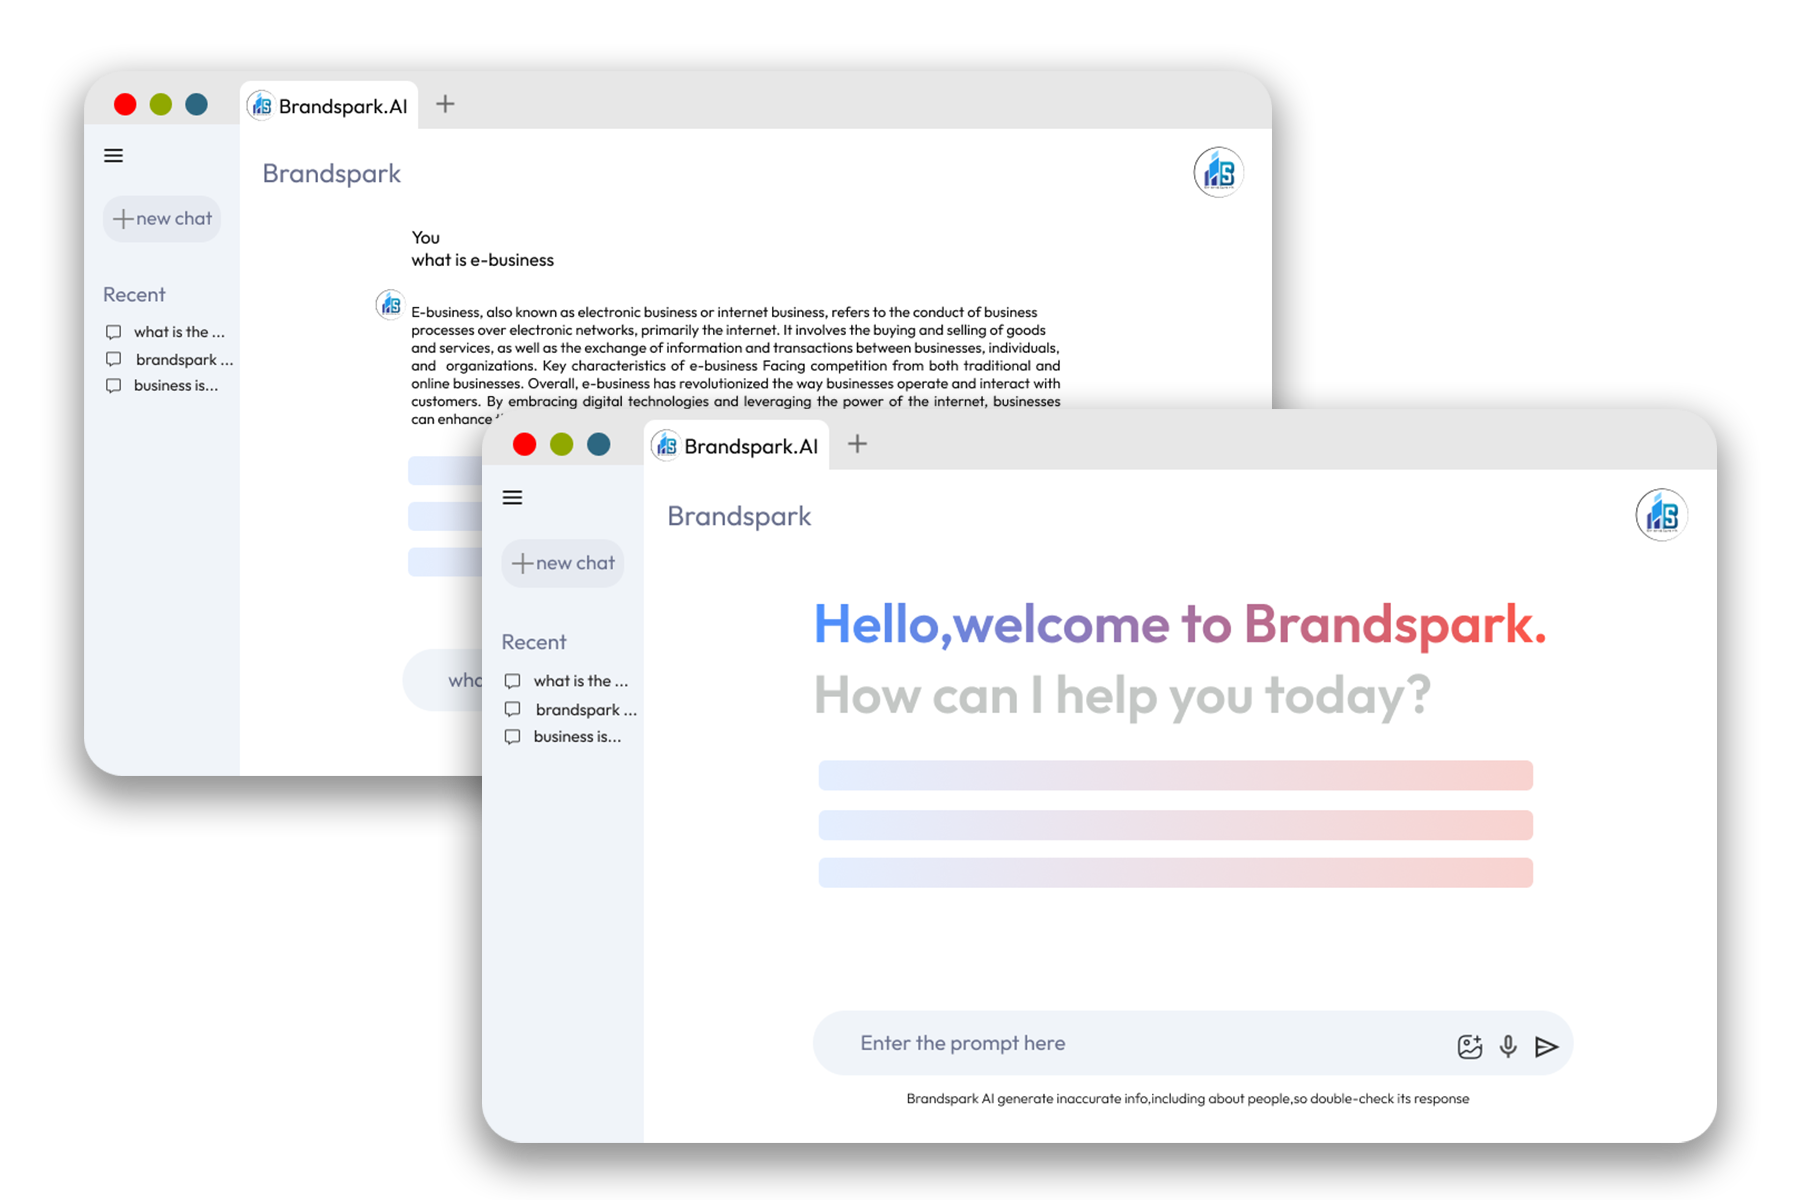 Brandspark.AI
Brandspark
new chat
You
what is e-business
Recent
what is the ...
brandspark ...
business is...
E-business, also known as electronic business or internet business, refers to the conduct of business
processes over electronic networks, primarily the internet. It involves the buying and selling of goods
and services, as well as the exchange of information and transactions between businesses, individuals,
and organizations. Key characteristics of e-business Facing competition from both traditional and
online businesses. Overall, e-business has revolutionized the way businesses operate and interact with
customers. By embracing digital technologies and leveraging the power of the internet, businesses
can enhance
Brandspark.AI
Brandspark
new chat
Recent
what is the ...
brandspark ...
business is...
Hello,welcome to Brandspark.
How can I help you today?
Enter the prompt here
Brandspark AI generate inaccurate info,including about people,so double-check its response